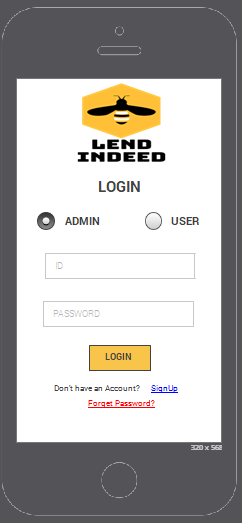 LEND
INDEED
LOGIN
ADMIN USER
ID
PASSWORD
LOGIN
Don't have an Account? SignUp
Forget Password?
320 x 568